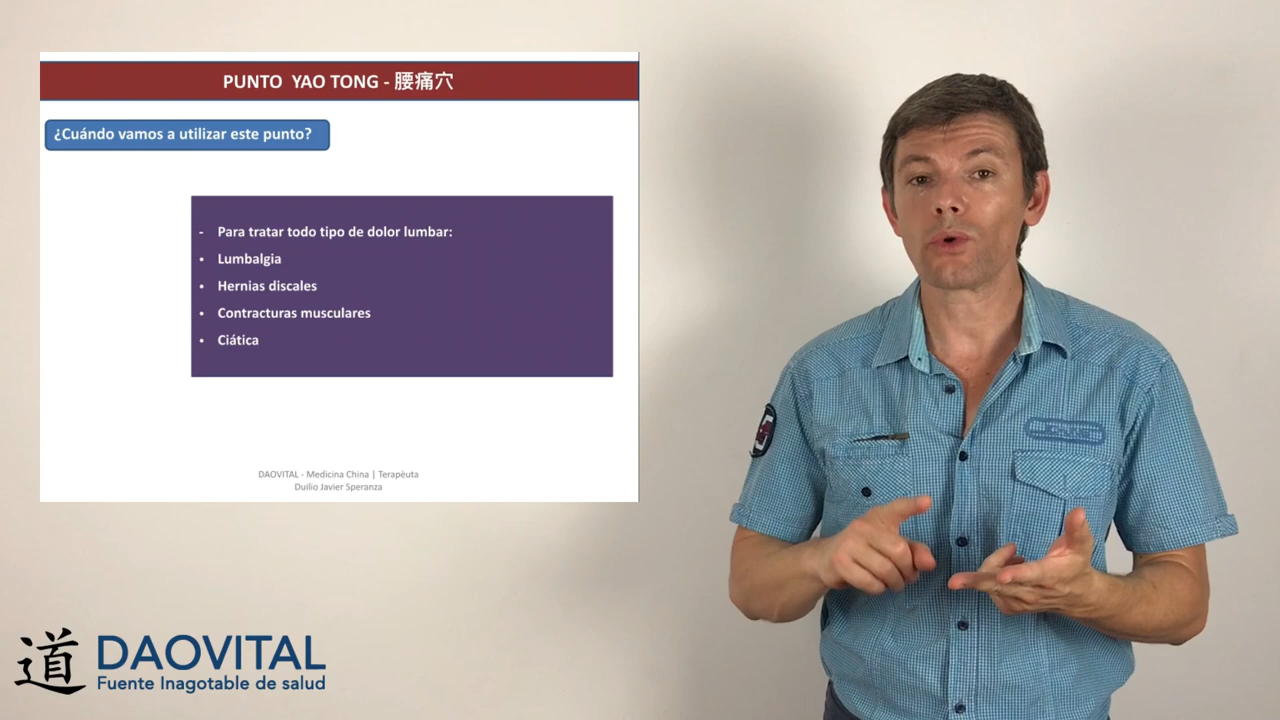 PUNTO YAO TONG - 腰痛穴
¿Cuándo vamos a utilizar este punto?
- Para tratar todo tipo de dolor lumbar:
• Lumbalgia
• Hernias discales
• Contracturas musculares
• Ciática
DAOVITAL - Medicina China | Terapèuta
Duilio Javier Speranza
道 DAOVITAL
Fuente Inagotable de salud